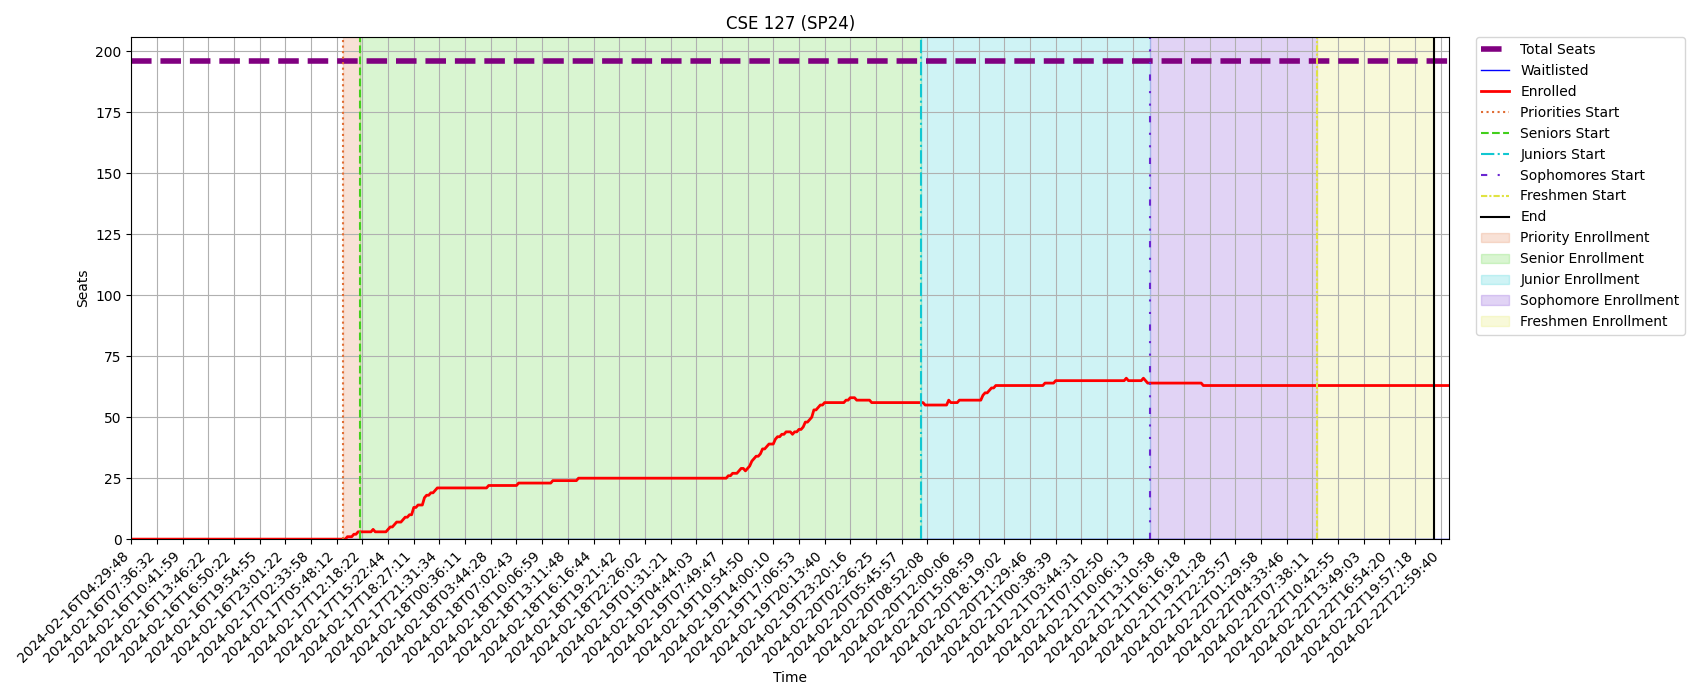 CSE 127 (SP24)
Seats
200
175
150
125
100
75
50
25
0
2024-02-16T04:29:48
2024-02-16T07:36:32
2024-02-16T10:41:59
2024-02-16T13:46:22
2024-02-16T16:50:22
2024-02-16T19:54:55
2024-02-16T23:01:22
2024-02-17T02:33:58
2024-02-17T05:48:12
2024-02-17T12:18:22
2024-02-17T15:22:44
2024-02-17T18:27:11
2024-02-17T21:31:34
2024-02-18T00:36:11
2024-02-18T03:44:28
2024-02-18T07:02:43
2024-02-18T10:06:59
2024-02-18T13:11:48
2024-02-18T16:16:44
2024-02-18T19:21:42
2024-02-18T22:26:02
2024-02-19T01:31:21
2024-02-19T04:44:03
2024-02-19T07:49:47
2024-02-19T10:54:50
2024-02-19T14:00:10
2024-02-19T17:06:53
2024-02-19T20:13:40
2024-02-19T23:20:16
2024-02-20T02:26:25
2024-02-20T05:45:57
2024-02-20T08:52:08
2024-02-20T12:00:06
2024-02-20T15:08:59
2024-02-20T18:19:02
2024-02-20T21:29:46
2024-02-21T00:38:39
2024-02-21T03:44:31
2024-02-21T07:02:50
2024-02-21T10:06:13
2024-02-21T13:10:58
2024-02-21T16:16:18
2024-02-21T19:21:28
2024-02-21T22:25:57
2024-02-22T01:29:58
2024-02-22T04:33:46
2024-02-22T07:38:11
2024-02-22T10:42:55
2024-02-22T13:49:03
2024-02-22T16:54:20
2024-02-22T19:57:18
2024-02-22T22:59:40
Time
Total Seats
Waitlisted
Enrolled
Priorities Start
Seniors Start
Juniors Start
Sophomores Start
Freshmen Start
End
Priority Enrollment
Senior Enrollment
Junior Enrollment
Sophomore Enrollment
Freshmen Enrollment